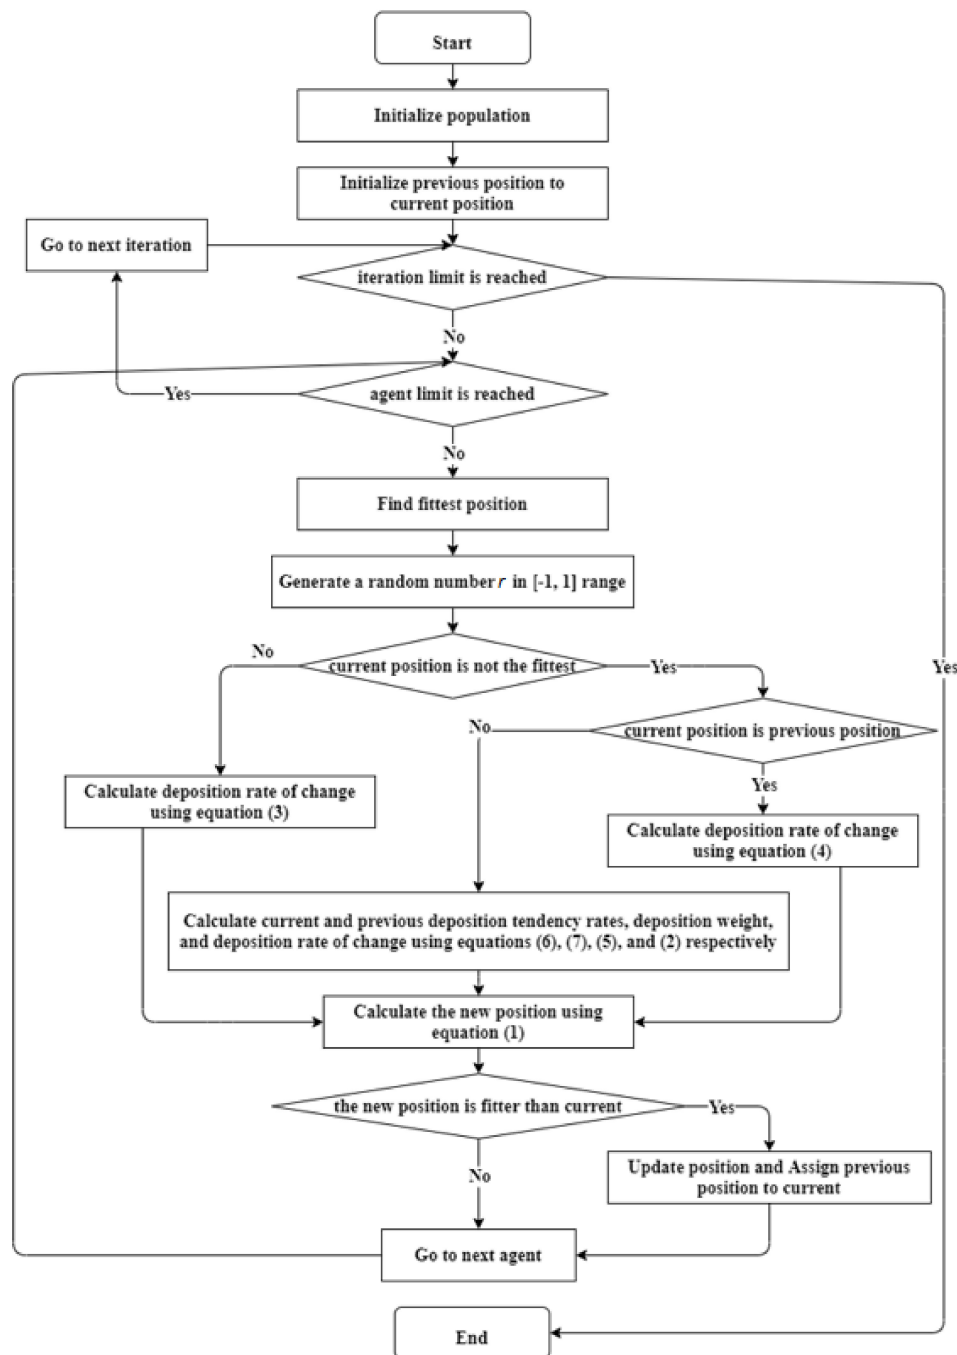 Start
Initialize population
Initialize previous position to
current position
Go to next iteration
iteration limit is reached
No
agent limit is reached
Yes
No
Find fittest position
Generate a random number r in [-1, 1] range
No
current position is not the fittest
Yes
Yes
No
current position is previous position
Yes
Calculate deposition rate of change
using equation (3)
Calculate deposition rate of change
using equation (4)
Calculate current and previous deposition tendency rates, deposition weight,
and deposition rate of change using equations (6), (7), (5), and (2) respectively
Calculate the new position using
equation (1)
the new position is fitter than current
Yes
No
Update position and Assign previous
position to current
Go to next agent
End